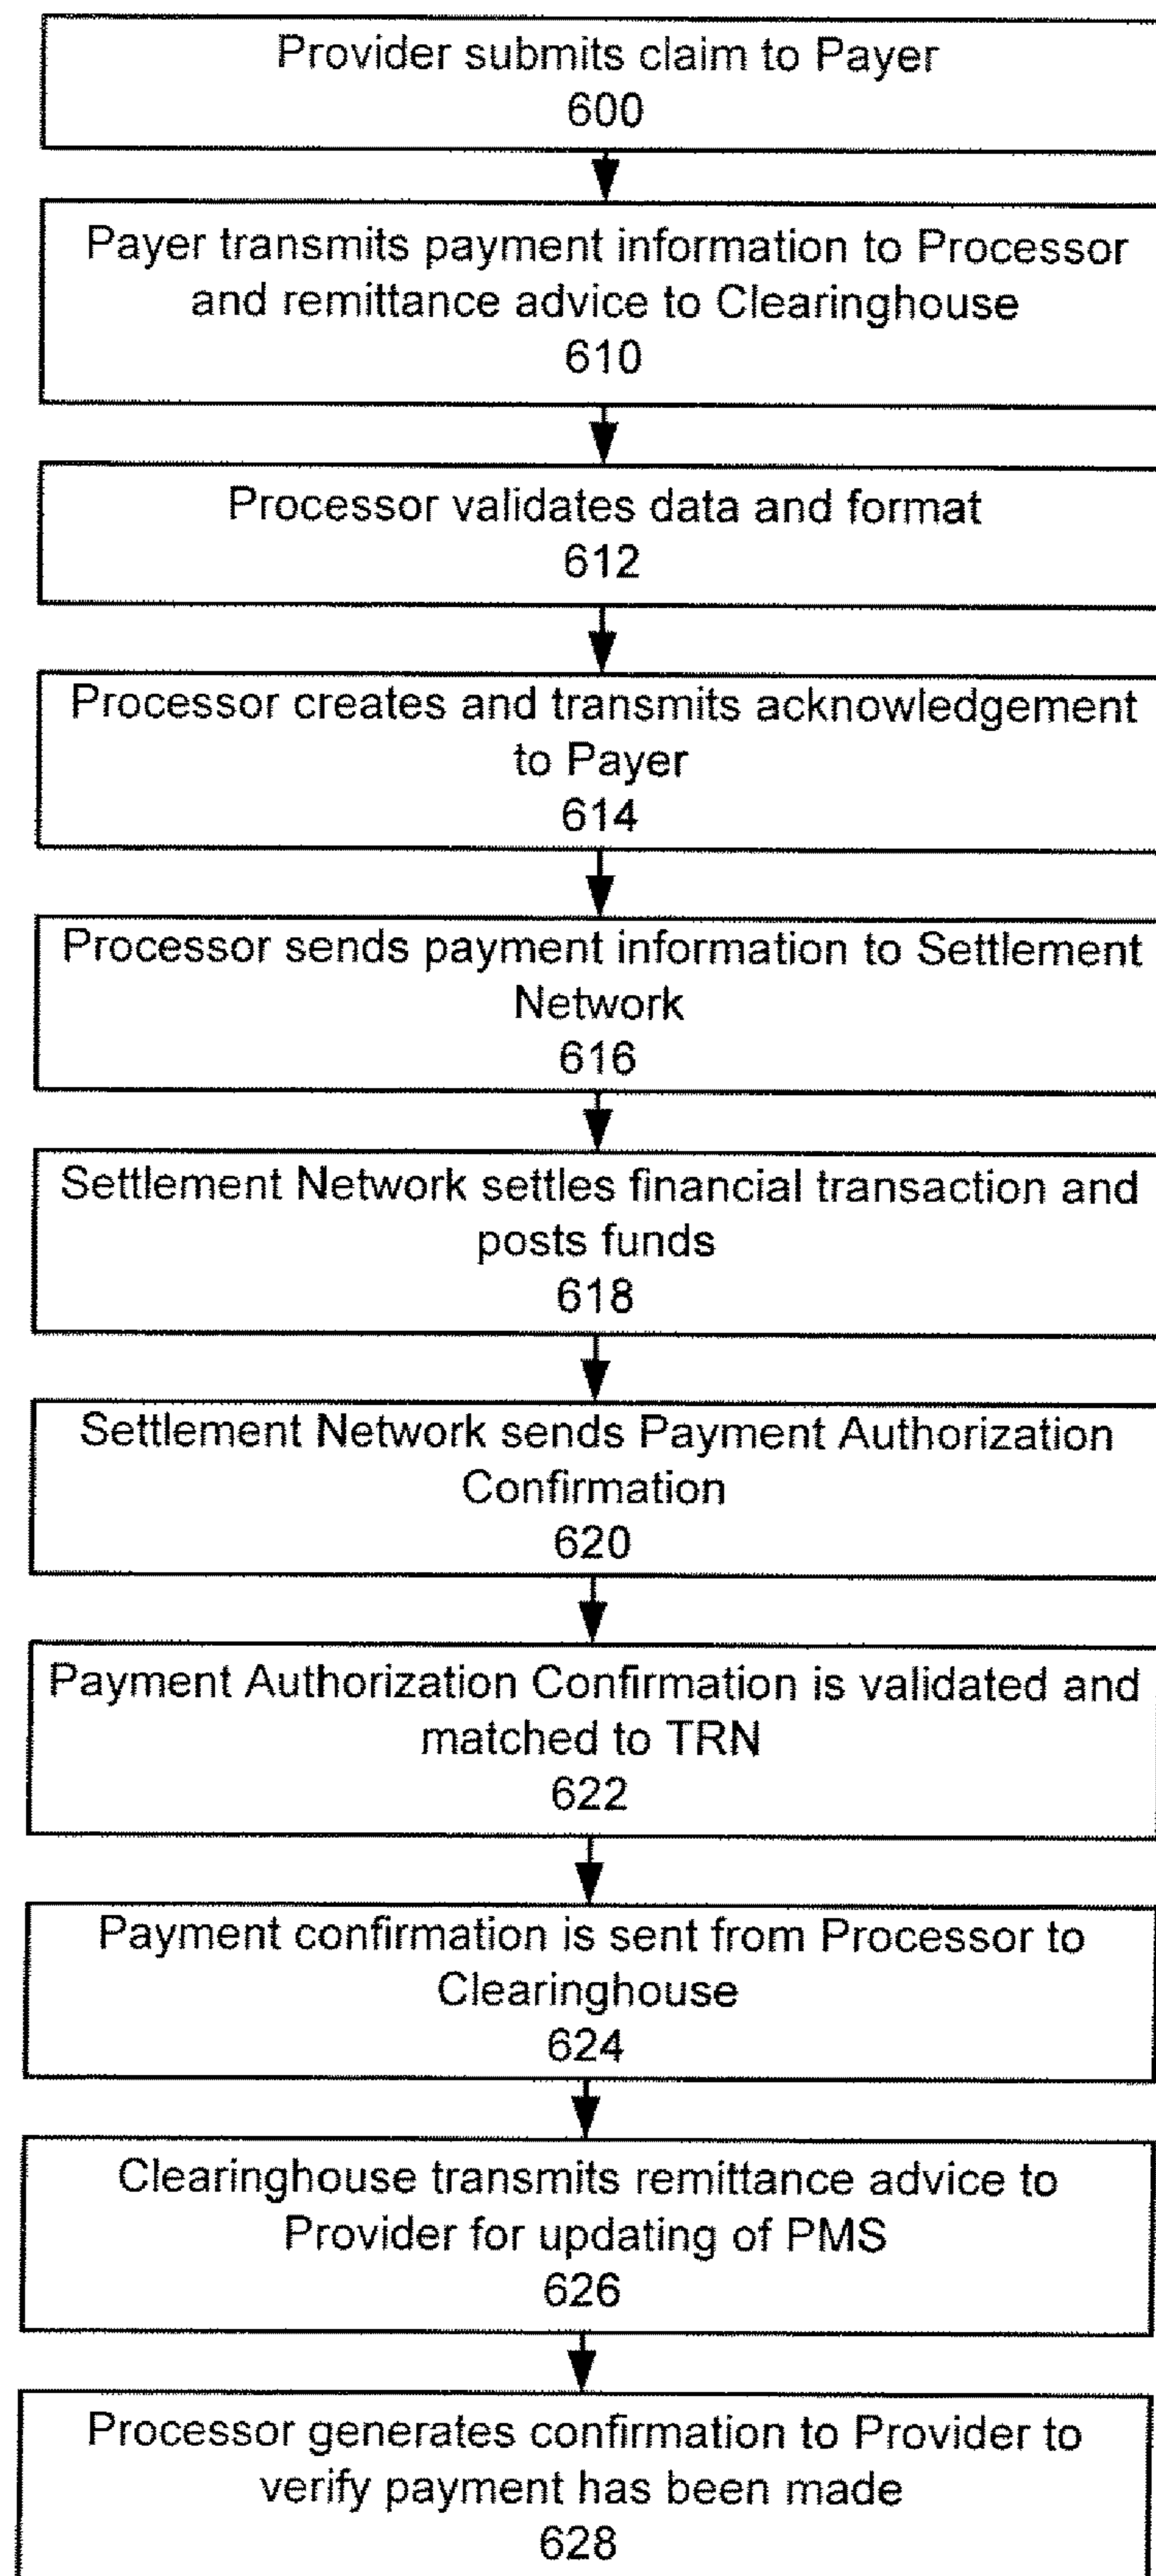 Provider submits claim to Payer
600
Payer transmits payment information to Processor
and remittance advice to Clearinghouse
610
Processor validates data and format
612
Processor creates and transmits acknowledgement
to Payer
614
Processor sends payment information to Settlement
Network
616
Settlement Network settles financial transaction and
posts funds
618
Settlement Network sends Payment Authorization
Confirmation
620
Payment Authorization Confirmation is validated and
matched to TRN
622
Payment confirmation is sent from Processor to
Clearinghouse
624
Clearinghouse transmits remittance advice to
Provider for updating of PMS
626
Processor generates confirmation to Provider to
verify payment has been made
628